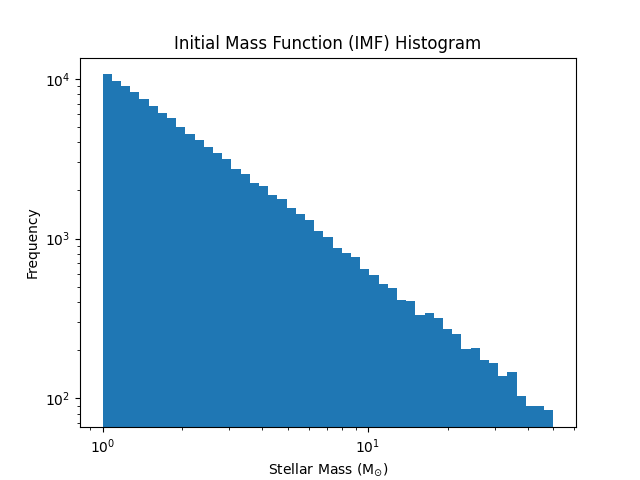 Initial Mass Function (IMF) Histogram
10⁴
10³
10²
Frequency
10⁰ 10¹
Stellar Mass (M☉)